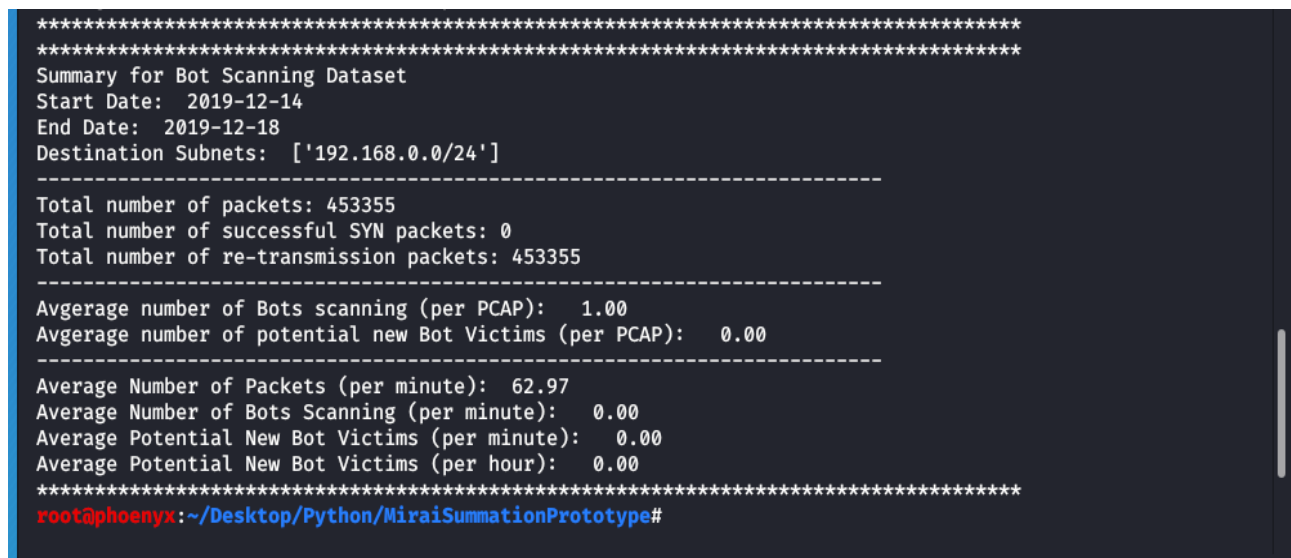 *************************************************************************************
*************************************************************************************
Summary for Bot Scanning Dataset
Start Date:  2019-12-14
End Date:  2019-12-18
Destination Subnets:  ['192.168.0.0/24']
-------------------------------------------------------------------------
Total number of packets: 453355
Total number of successful SYN packets: 0
Total number of re-transmission packets: 453355
-------------------------------------------------------------------------
Avgerage number of Bots scanning (per PCAP):   1.00
Avgerage number of potential new Bot Victims (per PCAP):   0.00
-------------------------------------------------------------------------
Average Number of Packets (per minute):  62.97
Average Number of Bots Scanning (per minute):   0.00
Average Potential New Bot Victims (per minute):   0.00
Average Potential New Bot Victims (per hour):   0.00
*************************************************************************************
root@phoenyx:~/Desktop/Python/MiraiSummationPrototype#